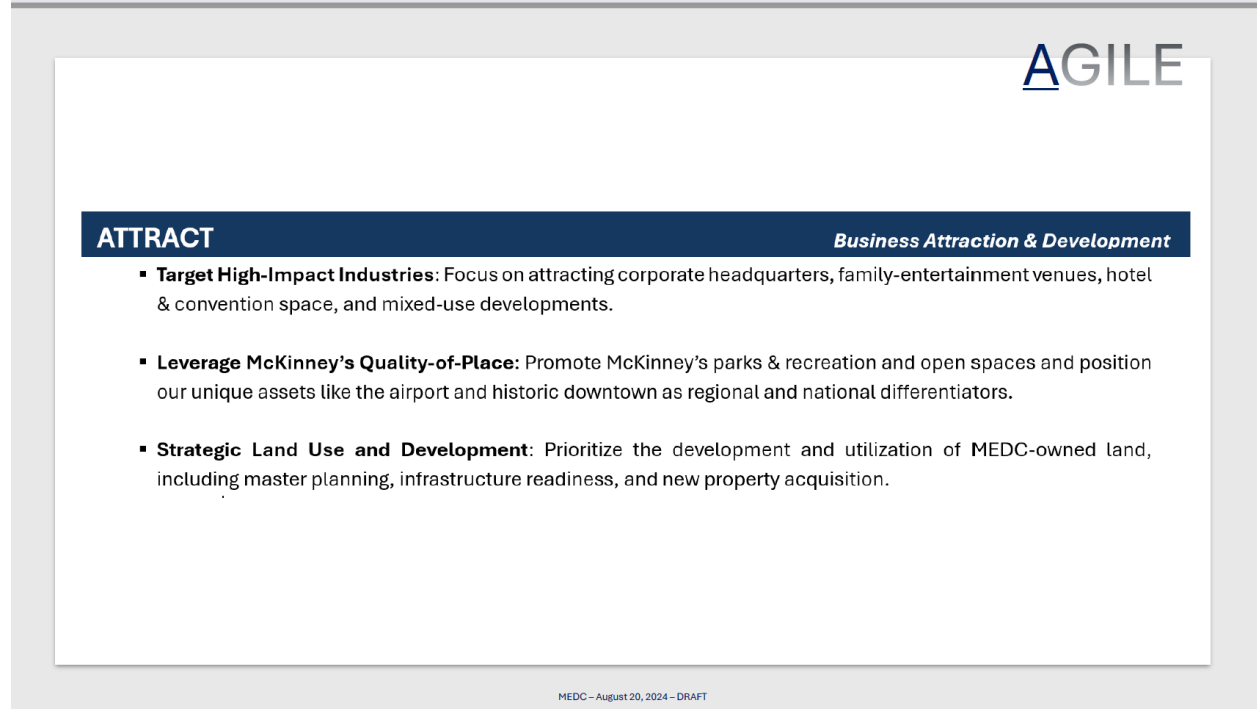 AGILE
ATTRACT
Business Attraction & Development
▪ Target High-Impact Industries: Focus on attracting corporate headquarters, family-entertainment venues, hotel
& convention space, and mixed-use developments.
▪ Leverage McKinney’s Quality-of-Place: Promote McKinney’s parks & recreation and open spaces and position
our unique assets like the airport and historic downtown as regional and national differentiators.
▪ Strategic Land Use and Development: Prioritize the development and utilization of MEDC-owned land,
including master planning, infrastructure readiness, and new property acquisition.
MEDC – August 20, 2024 – DRAFT